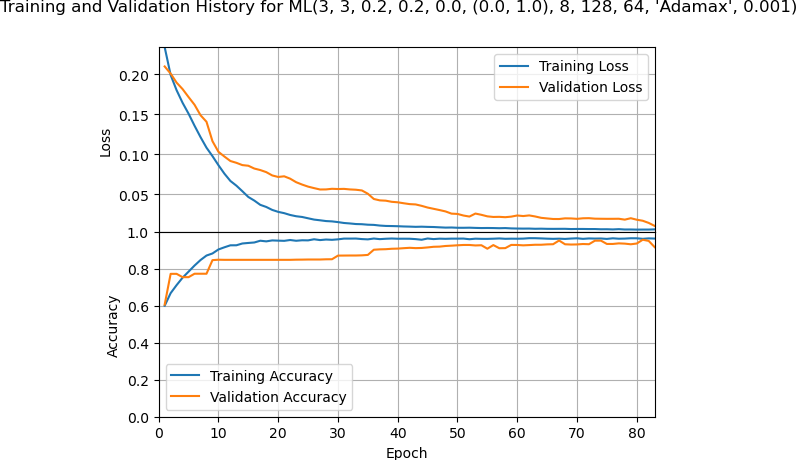 Training and Validation History for ML(3, 3, 0.2, 0.2, 0.0, (0.0, 1.0), 8, 128, 64, 'Adamax', 0.001)
Training Loss
Validation Loss
0.20
0.15
0.10
0.05
Loss
1.0
0.8
0.6
0.4
0.2
0.0
Accuracy
Training Accuracy
Validation Accuracy
0 10 20 30 40 50 60 70 80
Epoch